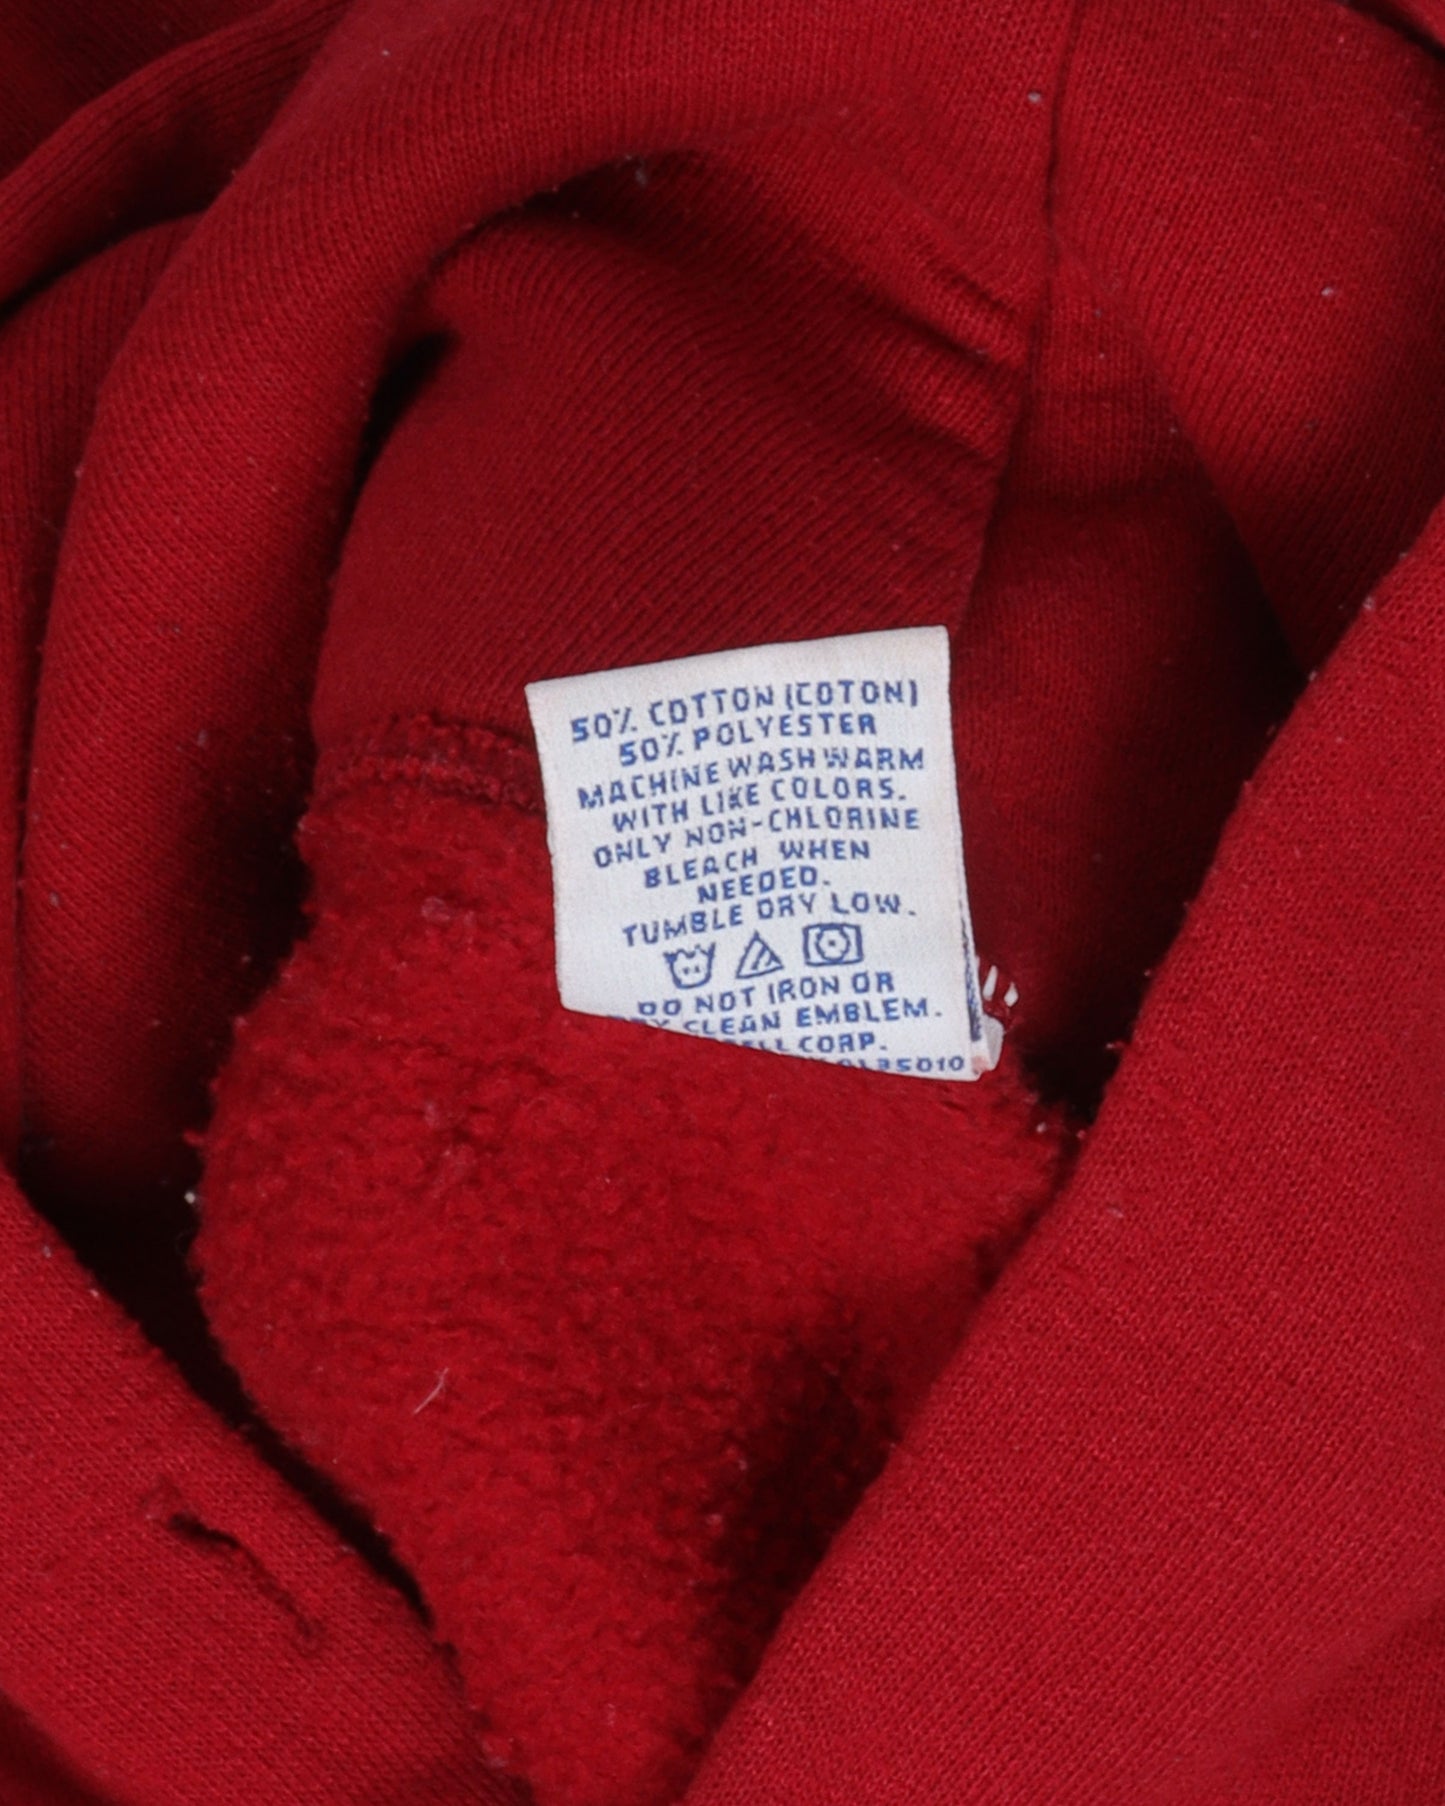 50% COTTON (COTON)
50% POLYESTER
MACHINE WASH WARM
WITH LIKE COLORS.
ONLY NON-CHLORINE
BLEACH WHEN
NEEDED.
TUMBLE DRY LOW.
DO NOT IRON OR
CLEAN EMBLEM.
CORP.